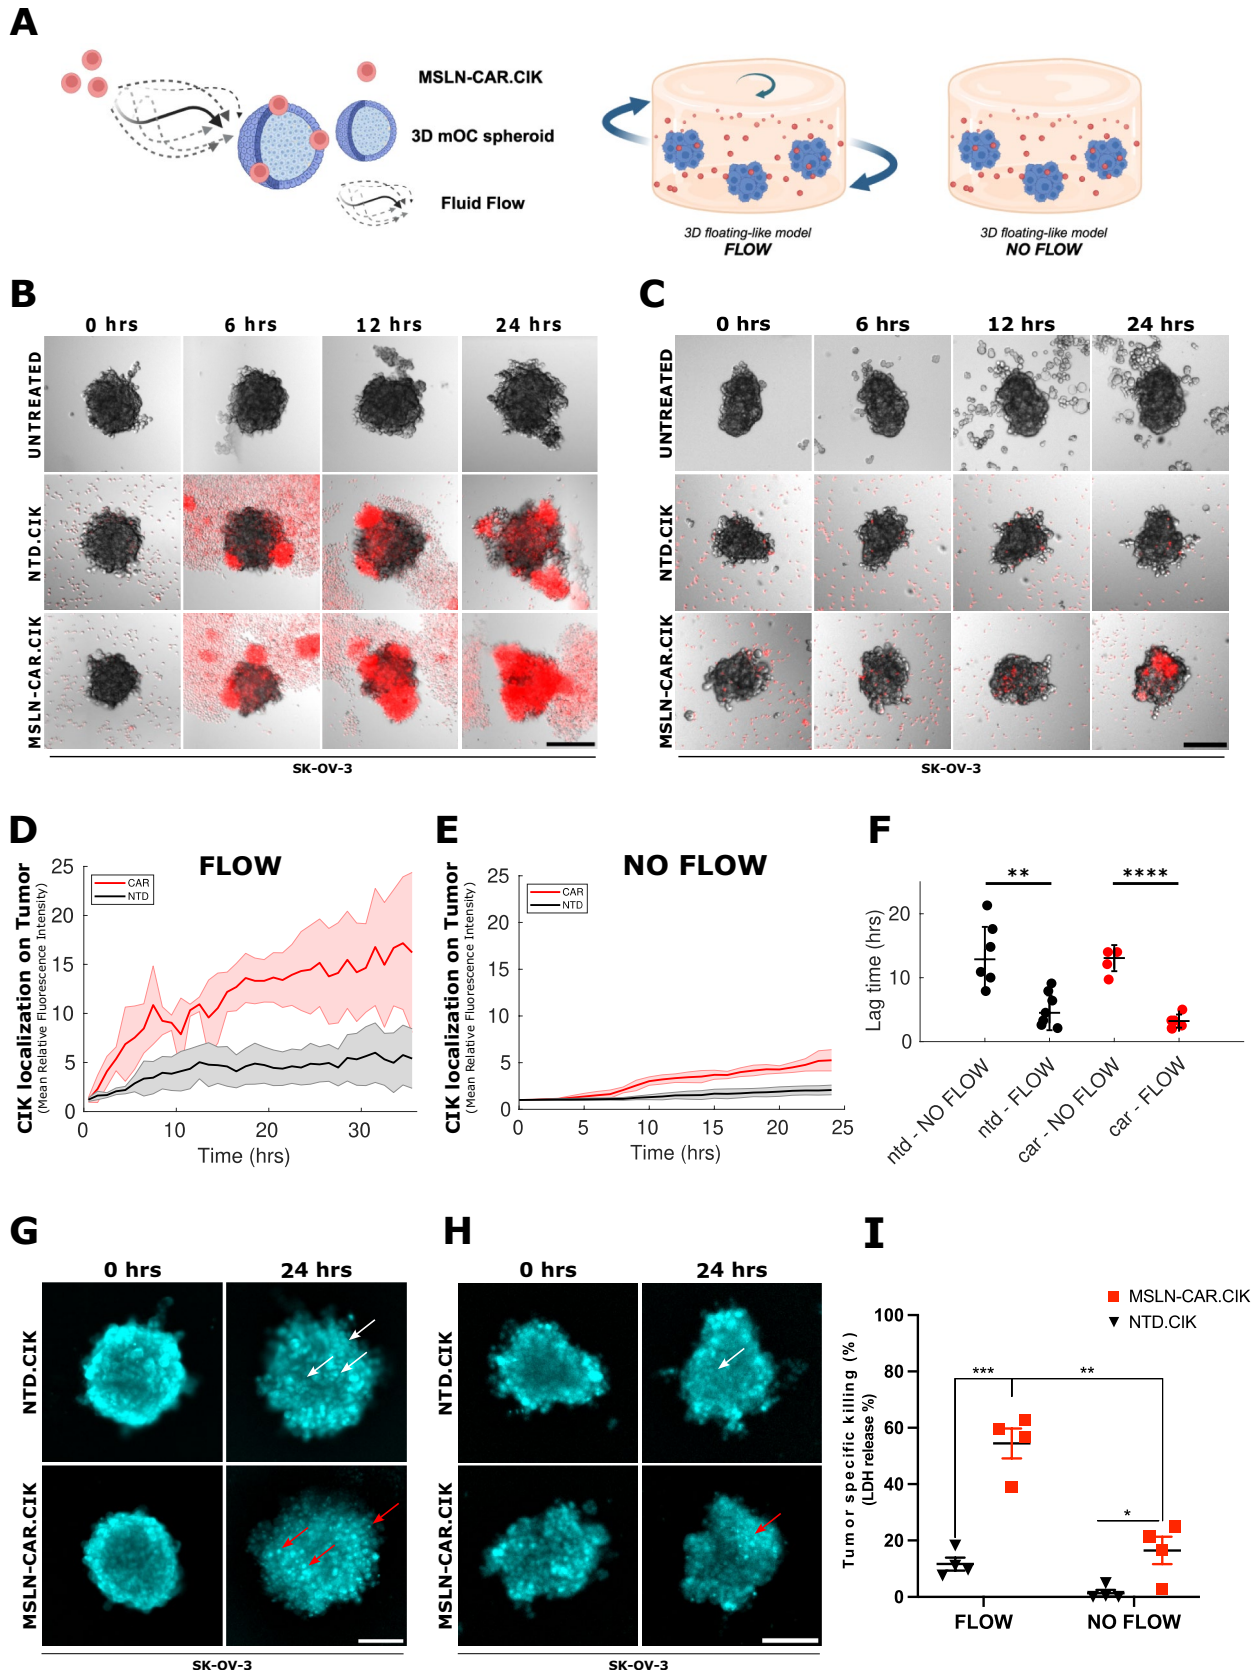 A
MSLN-CAR.CIK
3D mOC spheroid
Fluid Flow
3D floating-like model
FLOW
3D floating-like model
NO FLOW
B
0 hrs
6 hrs
12 hrs
24 hrs
UNTREATED
NTD.CIK
MSLN-CAR.CIK
SK-OV-3
C
0 hrs
6 hrs
12 hrs
24 hrs
UNTREATED
NTD.CIK
MSLN-CAR.CIK
SK-OV-3
D
FLOW
CIK localization on Tumor
(Mean Relative Fluorescence Intensity)
25
20
15
10
5
0
CAR
NTD
0
10
20
30
Time (hrs)
E
NO FLOW
CIK localization on Tumor
(Mean Relative Fluorescence Intensity)
25
20
15
10
5
0
CAR
NTD
0
5
10
15
20
25
Time (hrs)
F
**
****
Lag time (hrs)
20
10
0
ntd - NO FLOW
ntd - FLOW
car - NO FLOW
car - FLOW
G
0 hrs
24 hrs
NTD.CIK
MSLN-CAR.CIK
SK-OV-3
H
0 hrs
24 hrs
NTD.CIK
MSLN-CAR.CIK
SK-OV-3
I
MSLN-CAR.CIK
NTD.CIK
Tumor specific killing (%)
(LDH release %)
100
80
60
40
20
0
***
**
*
FLOW
NO FLOW